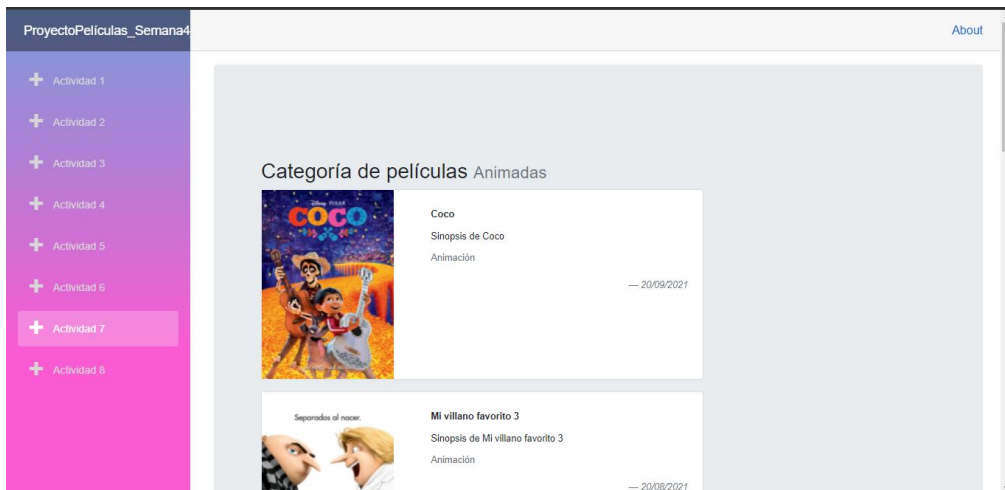 ProyectoPelículas_Semana4
About
Actividad 1
Actividad 2
Actividad 3
Actividad 4
Actividad 5
Actividad 6
Actividad 7
Actividad 8
Categoría de películas Animadas
Disney PIXAR
COCO
Coco
Sinopsis de Coco
Animación
— 20/09/2021
Separados al nacer.
Mi villano favorito 3
Sinopsis de Mi villano favorito 3
Animación
— 20/08/2021